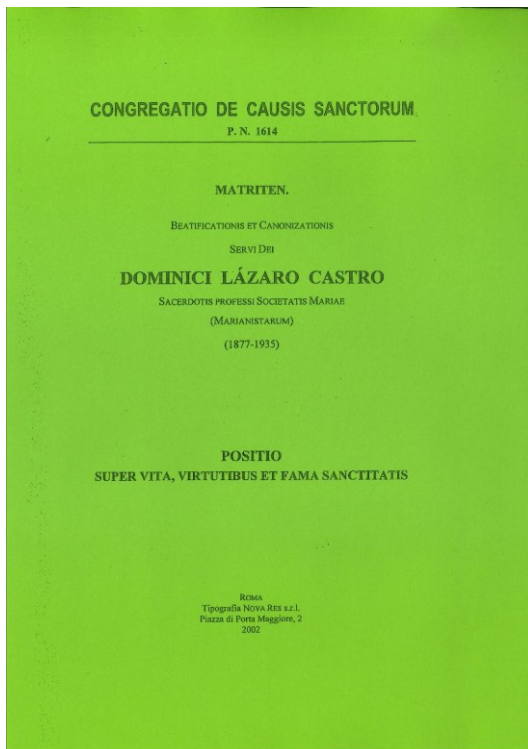 CONGREGATIO DE CAUSIS SANCTORUM
P. N. 1614
MATRITEN.
BEATIFICATIONIS ET CANONIZATIONIS
SERVI DEI
DOMINICI LÁZARO CASTRO
SACERDOTIS PROFESSI SOCIETATIS MARIAE
(MARIANISTARUM)
(1877-1935)
POSITIO
SUPER VITA, VIRTUTIBUS ET FAMA SANCTITATIS
ROMA
Tipografia NOVA RES s.r.l.
Piazza di Porta Maggiore, 2
2002